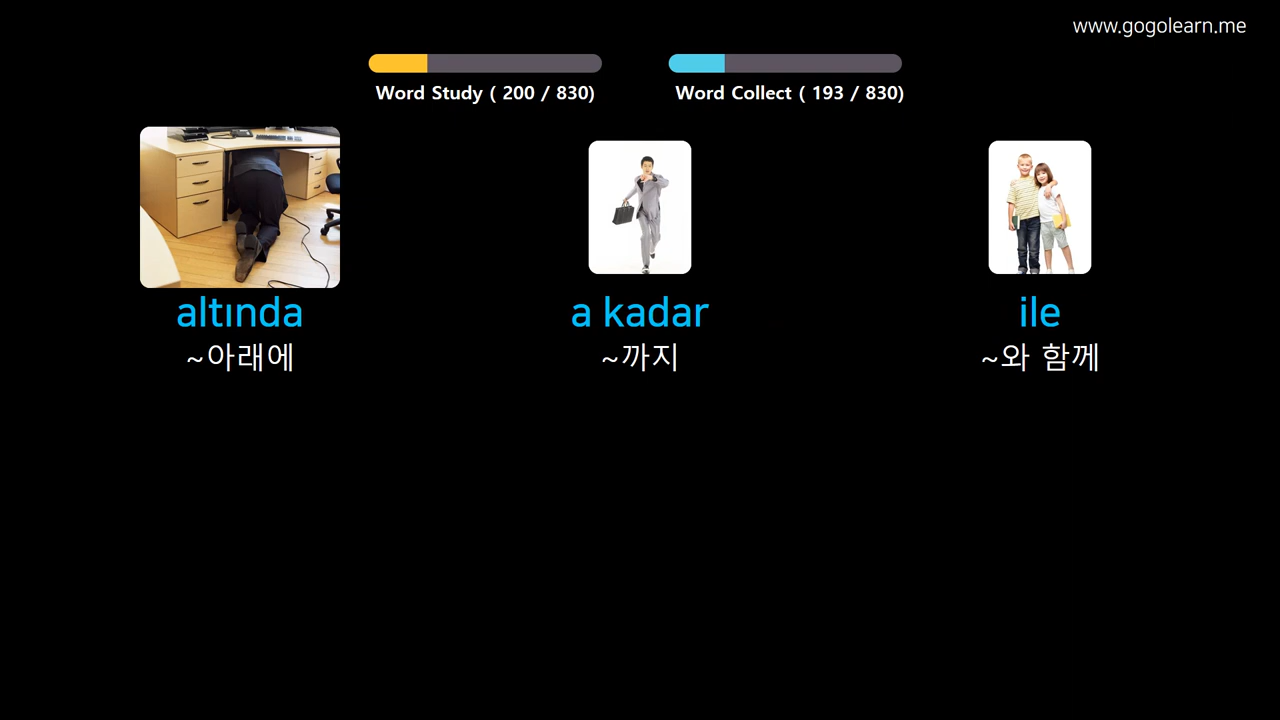 www.gogolearn.me
Word Study ( 200 / 830)
Word Collect ( 193 / 830)
altında
~아래에
a kadar
~까지
ile
~와 함께